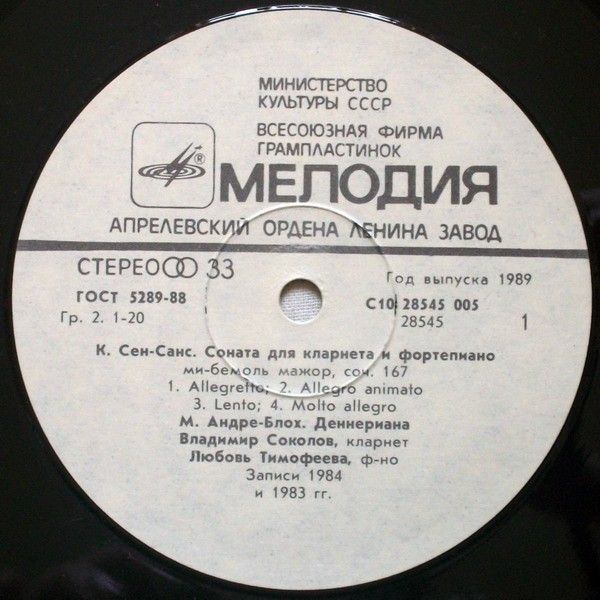 МИНИСТЕРСТВО
КУЛЬТУРЫ СССР
ВСЕСОЮЗНАЯ ФИРМА
ГРАМПЛАСТИНОК
®
МЕЛОДИЯ
АПРЕЛЕВСКИЙ ОРДЕНА ЛЕНИНА ЗАВОД
СТЕРЕО 33
Год выпуска 1989
ГОСТ 5289-88
С10 28545 005
Гр. 2. 1-20
28545
1
К. Сен-Санс. Соната для кларнета и фортепиано
ми-бемоль мажор, соч. 167
1. Allegretto; 2. Allegro animato
3. Lento; 4. Molto allegro
М. Андре-Блох. Деннериана
Владимир Соколов, кларнет
Любовь Тимофеева, ф-но
Записи 1984
и 1983 гг.